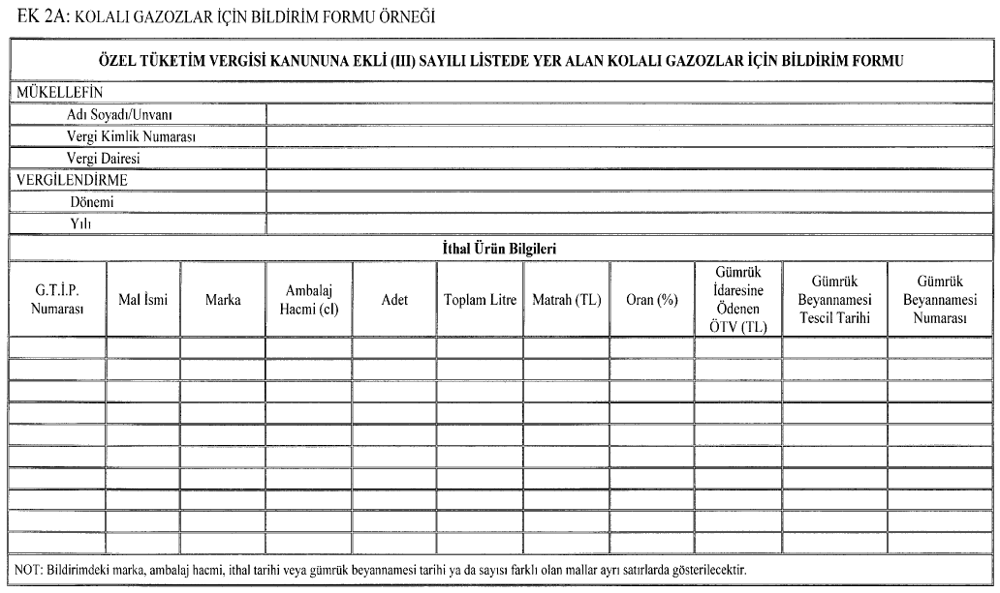 EK 2A: KOLALI GAZOZLAR İÇİN BİLDİRİM FORMU ÖRNEĞİ
ÖZEL TÜKETİM VERGİSİ KANUNUNA EKLİ (III) SAYILI LİSTEDE YER ALAN KOLALI GAZOZLAR İÇİN BİLDİRİM FORMU
MÜKELLEFİN
Adı Soyadı/Unvanı
Vergi Kimlik Numarası
Vergi Dairesi
VERGİLENDİRME
Dönemi
Yılı
İthal Ürün Bilgileri
G.T.İ.P.
Numarası
Mal İsmi
Marka
Ambalaj
Hacmi (cl)
Adet
Toplam Litre
Matrah (TL)
Oran (%)
Gümrük
İdaresine
Ödenen
ÖTV (TL)
Gümrük
Beyannamesi
Tescil Tarihi
Gümrük
Beyannamesi
Numarası
NOT: Bildirimdeki marka, ambalaj hacmi, ithal tarihi veya gümrük beyannamesi tarihi ya da sayısı farklı olan mallar ayrı satırlarda gösterilecektir.